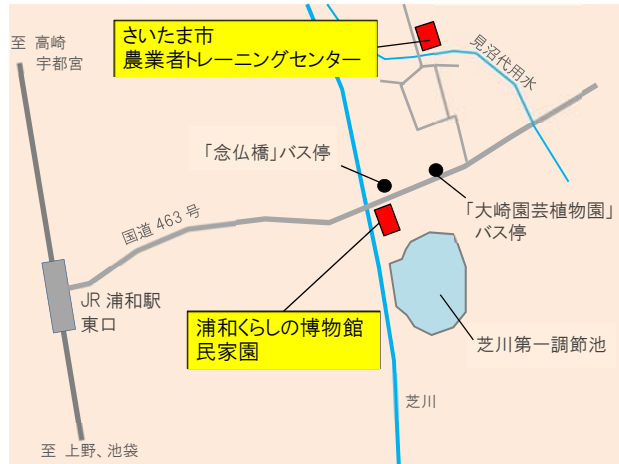 さいたま市
農業者トレーニングセンター
至 高崎
宇都宮
見沼代用水
「念仏橋」バス停
「大崎園芸植物園」
バス停
国道 463 号
JR 浦和駅
東口
浦和くらしの博物館
民家園
芝川第一調節池
芝川
至 上野、池袋